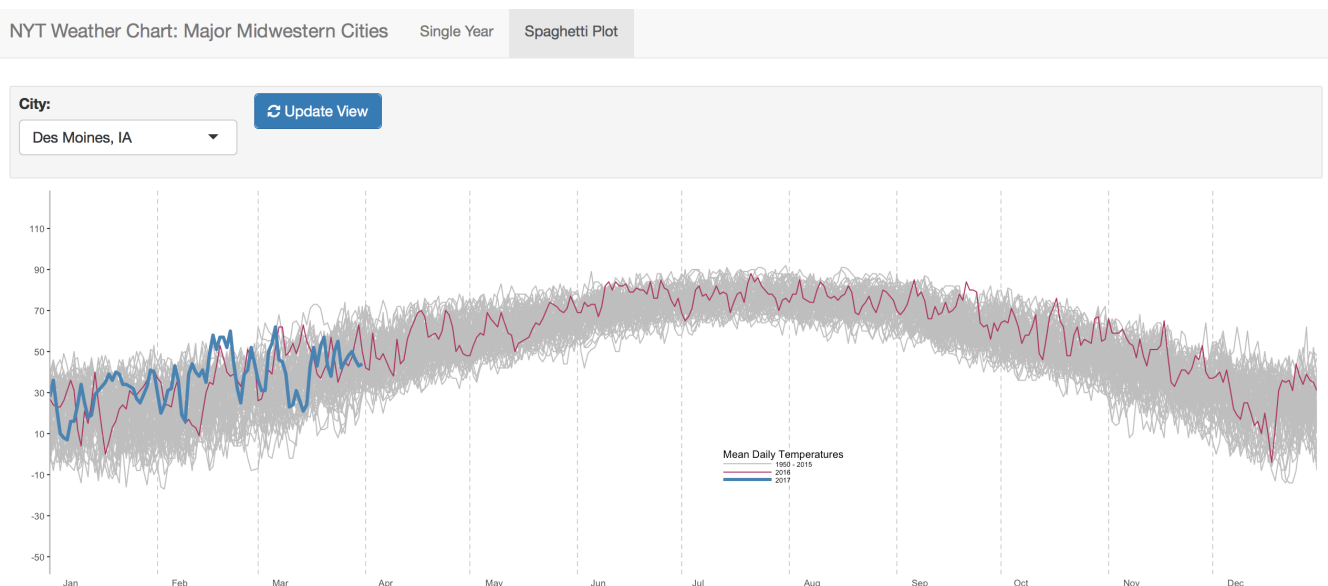 NYT Weather Chart: Major Midwestern Cities Single Year Spaghetti Plot
City:
Update View
Des Moines, IA
110
90
70
50
30
10
-10
-30
-50
Mean Daily Temperatures
1950 - 2015
2016
2017
Jan Feb Mar Apr May Jun Jul Aug Sep Oct Nov Dec